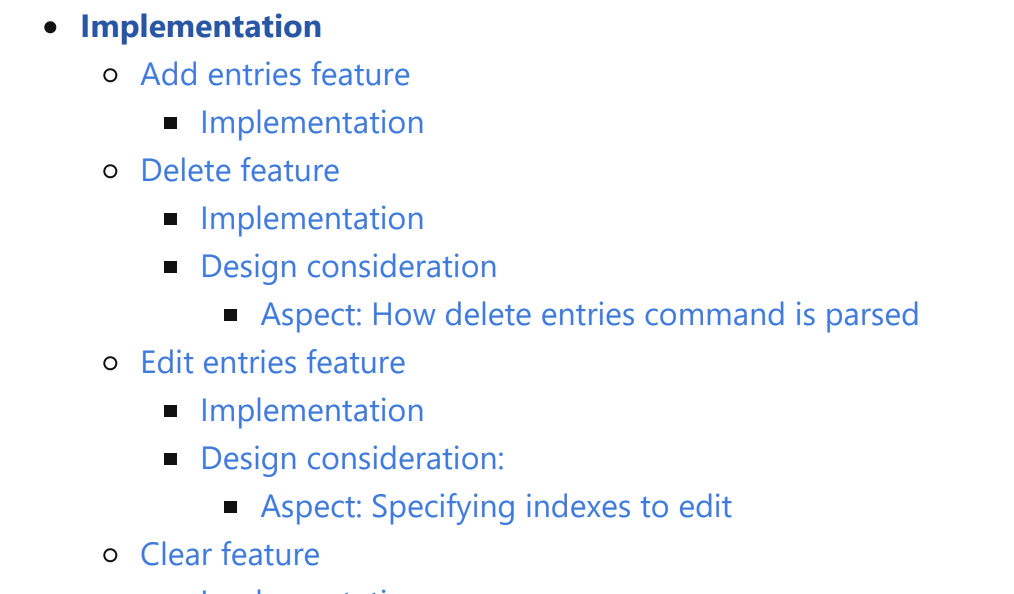 Implementation
Add entries feature
Implementation
Delete feature
Implementation
Design consideration
Aspect: How delete entries command is parsed
Edit entries feature
Implementation
Design consideration:
Aspect: Specifying indexes to edit
Clear feature